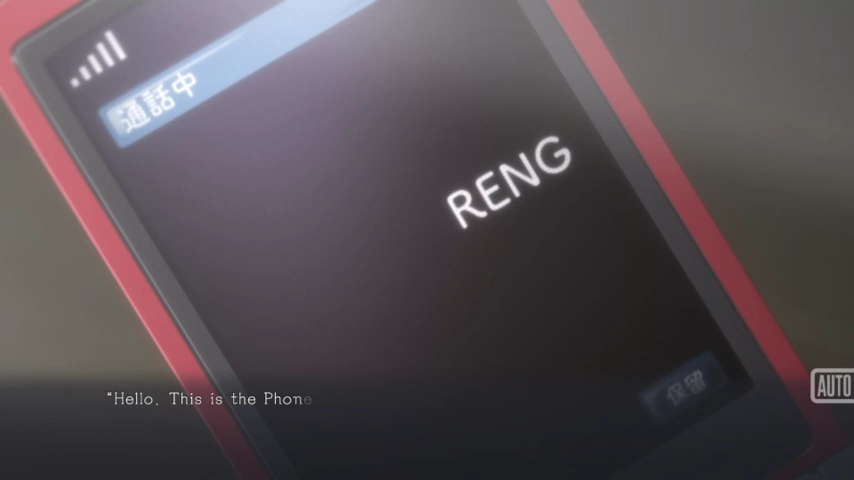 通話中
RENG
保留
“Hello. This is the Phone
AUTO